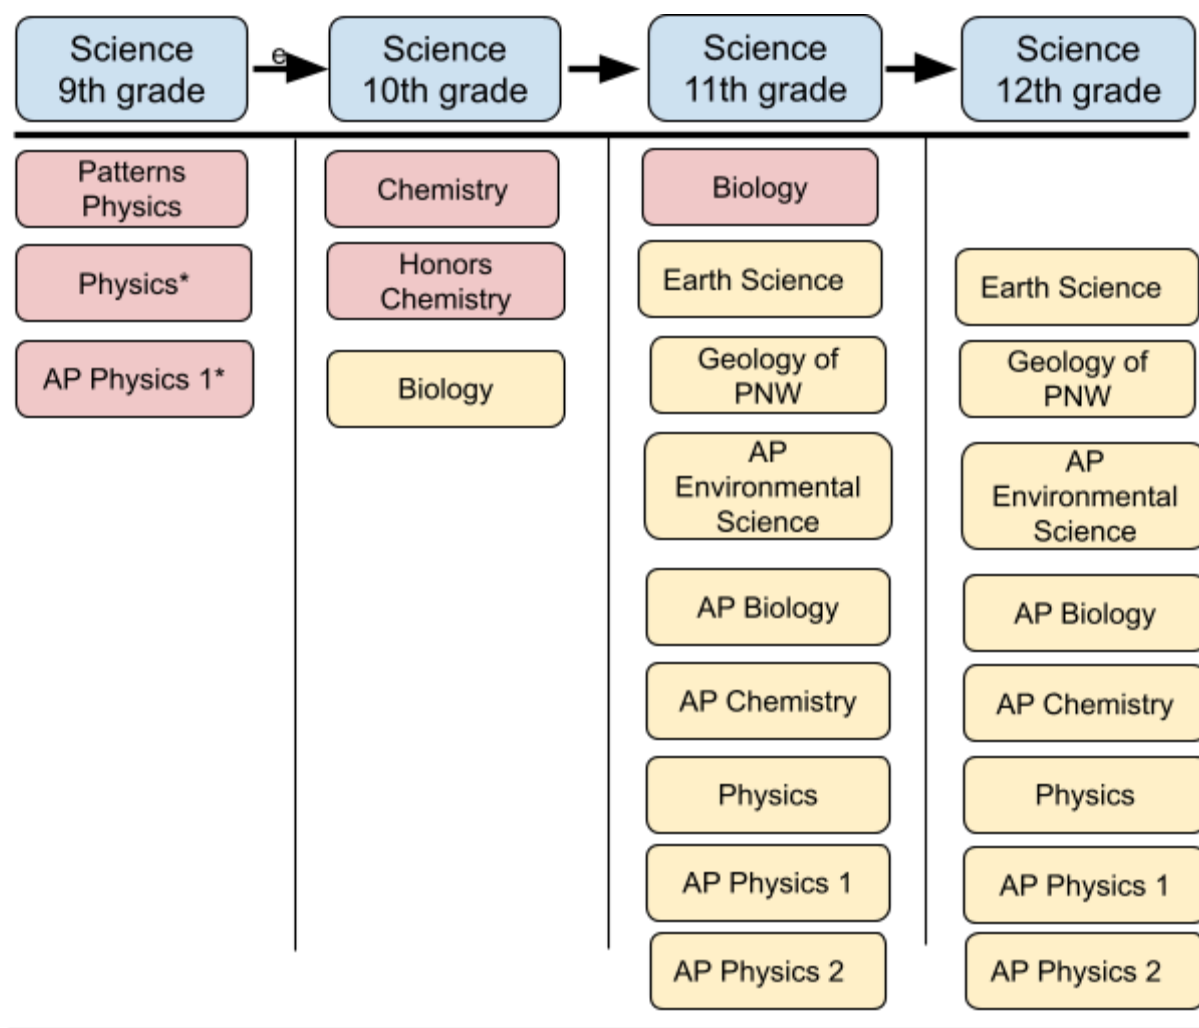 Science
9th grade
e
Science
10th grade
Science
11th grade
Science
12th grade
Patterns
Physics
Physics*
AP Physics 1*
Chemistry
Honors
Chemistry
Biology
Biology
Earth Science
Geology of
PNW
AP
Environmental
Science
AP Biology
AP Chemistry
Physics
AP Physics 1
AP Physics 2
Earth Science
Geology of
PNW
AP
Environmental
Science
AP Biology
AP Chemistry
Physics
AP Physics 1
AP Physics 2